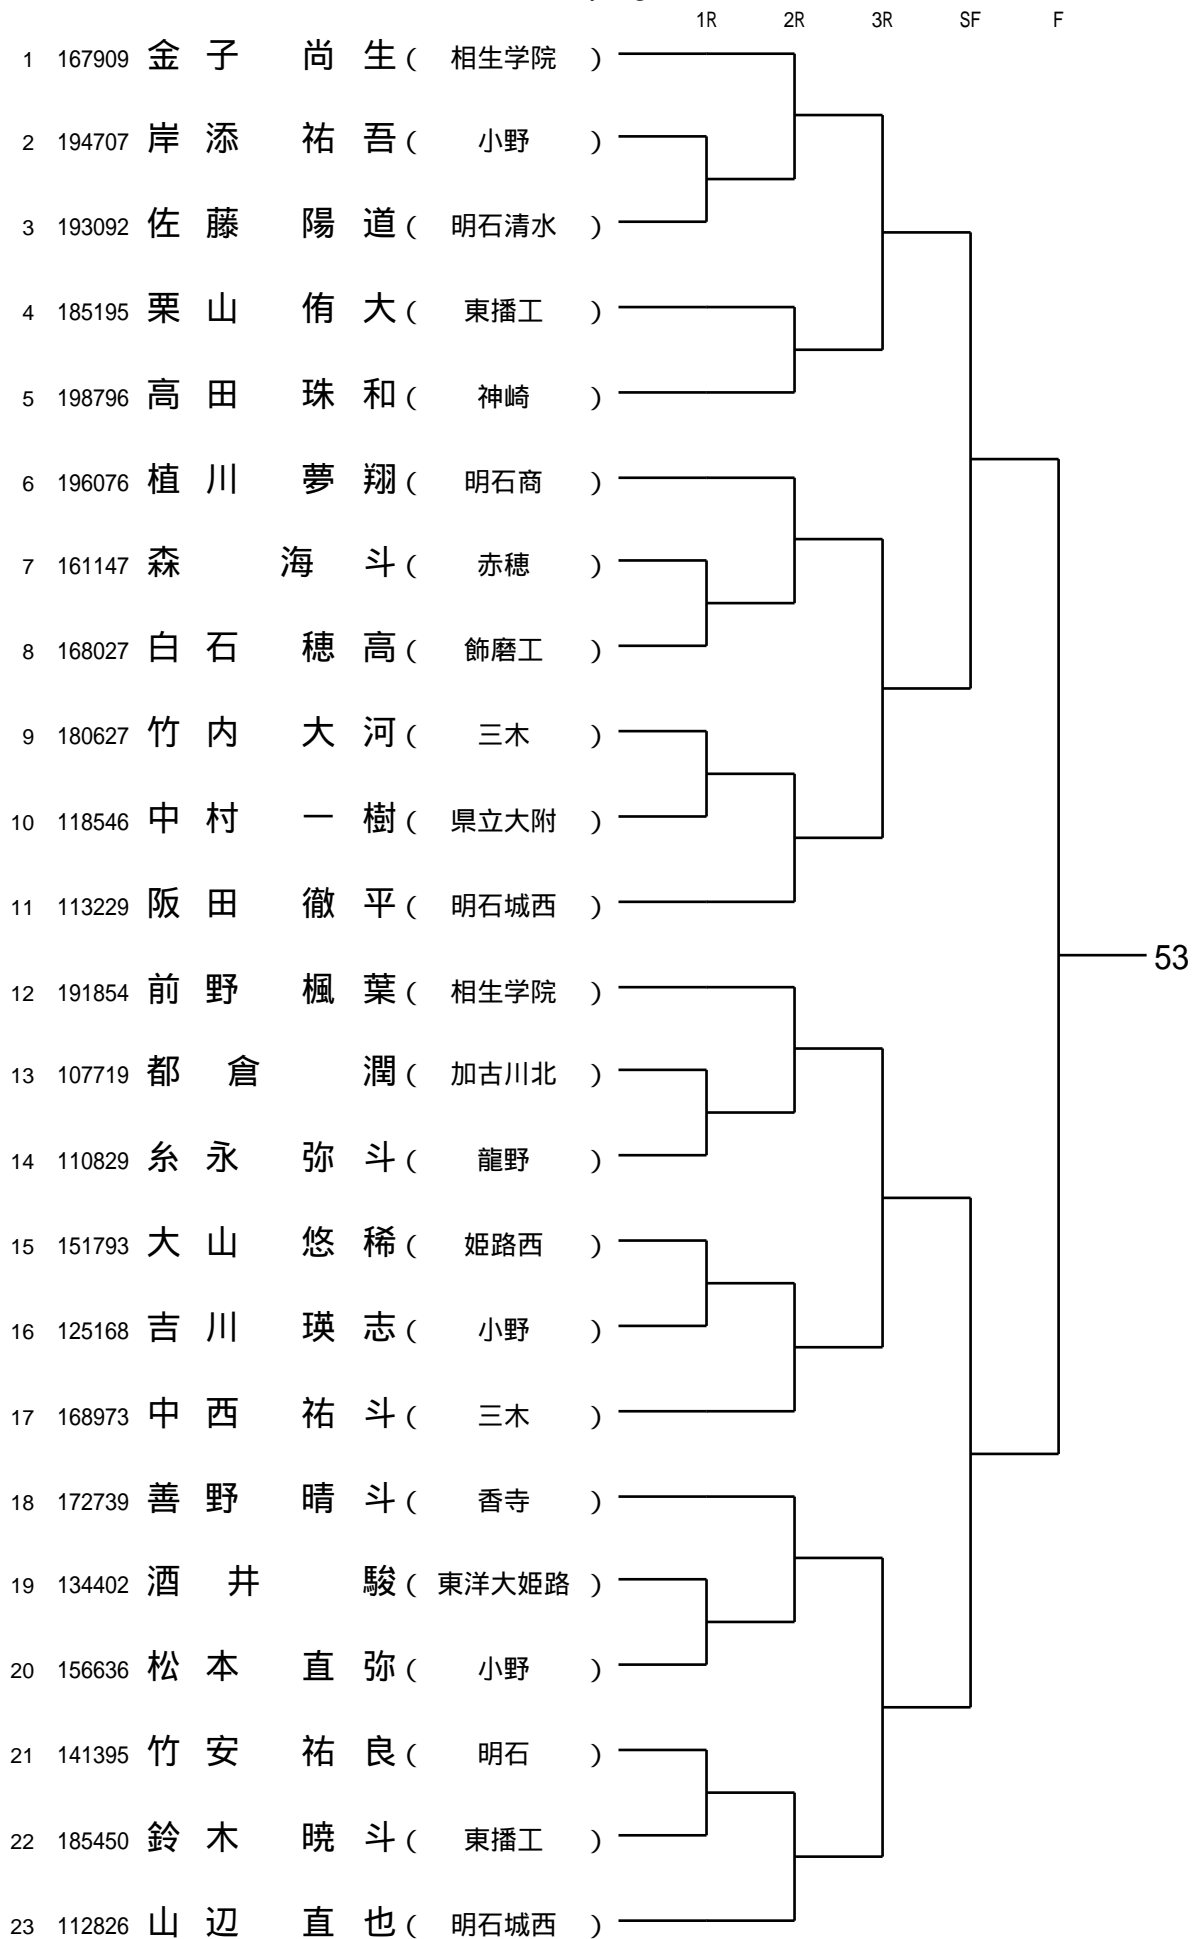 1R 2R 3R SF F
1 167909 金子 尚生 ( 相生学院 )
2 194707 岸添 祐吾 ( 小野 )
3 193092 佐藤 陽道 ( 明石清水 )
4 185195 栗山 侑大 ( 東播工 )
5 198796 高田 珠和 ( 神崎 )
6 196076 植川 夢翔 ( 明石商 )
7 161147 森 海斗 ( 赤穂 )
8 168027 白石 穂高 ( 飾磨工 )
9 180627 竹内 大河 ( 三木 )
10 118546 中村 一樹 ( 県立大附 )
11 113229 阪田 徹平 ( 明石城西 )
53
12 191854 前野 楓葉 ( 相生学院 )
13 107719 都倉 潤 ( 加古川北 )
14 110829 糸永 弥斗 ( 龍野 )
15 151793 大山 悠稀 ( 姫路西 )
16 125168 吉川 瑛志 ( 小野 )
17 168973 中西 祐斗 ( 三木 )
18 172739 善野 晴斗 ( 香寺 )
19 134402 酒井 駿 ( 東洋大姫路 )
20 156636 松本 直弥 ( 小野 )
21 141395 竹安 祐良 ( 明石 )
22 185450 鈴木 暁斗 ( 東播工 )
23 112826 山辺 直也 ( 明石城西 )